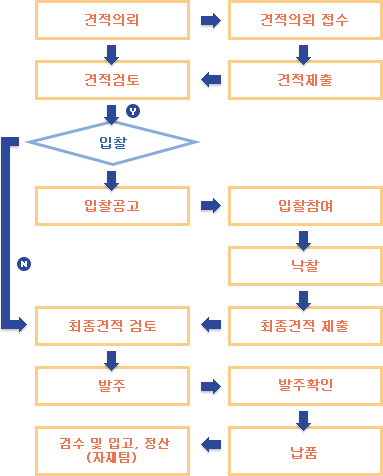 견적의뢰
견적의뢰 접수
견적검토
견적제출
Y
입찰
입찰공고
입찰참여
낙찰
N
최종견적 검토
최종견적 제출
발주
발주확인
검수 및 입고, 정산
(자재팀)
납품